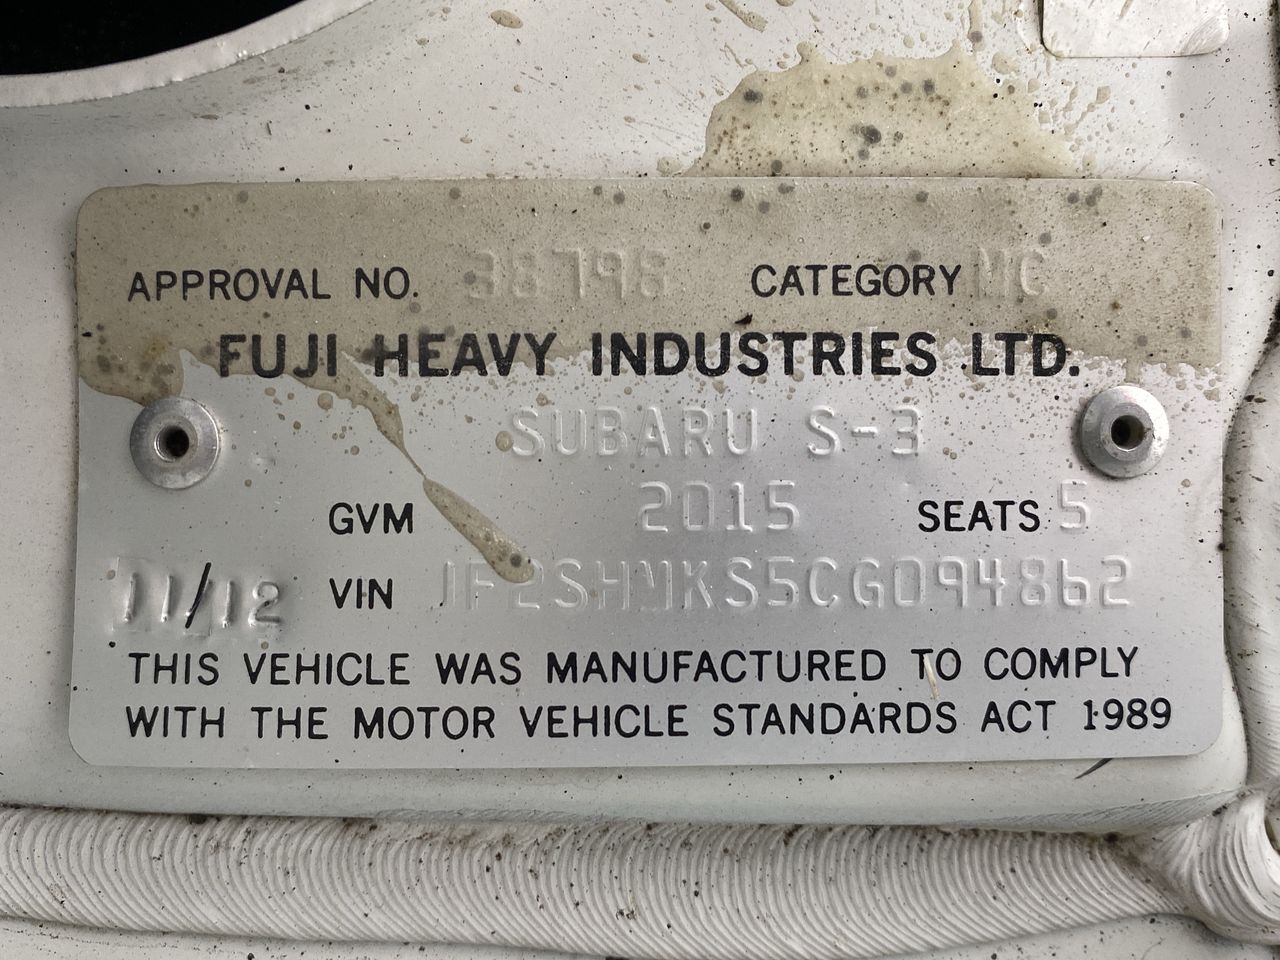 APPROVAL NO. 38798 CATEGORY MC
FUJI HEAVY INDUSTRIES LTD.
SUBARU S-3
GVM 2015 SEATS 5
11/12 VIN JF2SHMKS5CG094862
THIS VEHICLE WAS MANUFACTURED TO COMPLY
WITH THE MOTOR VEHICLE STANDARDS ACT 1989